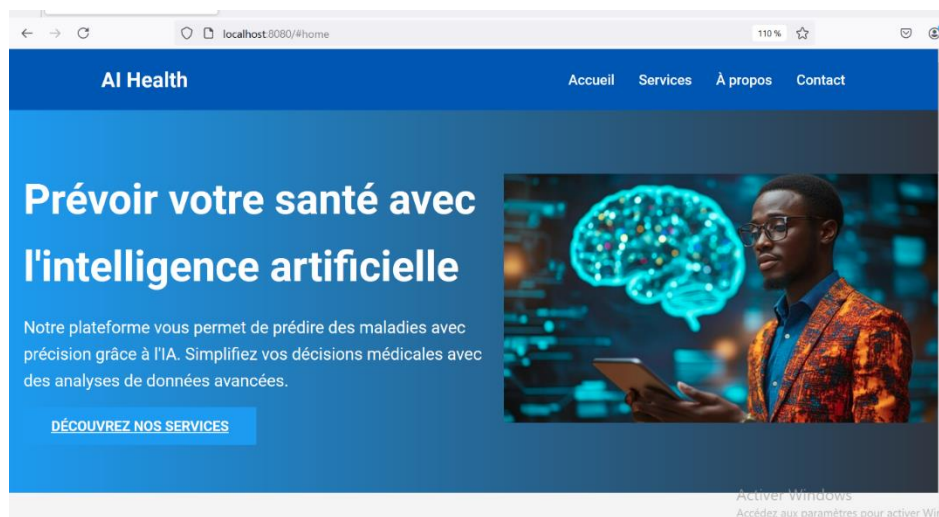 localhost:8080/#home
110 %
AI Health
Accueil Services À propos Contact
Prévoir votre santé avec
l'intelligence artificielle
Notre plateforme vous permet de prédire des maladies avec
précision grâce à l'IA. Simplifiez vos décisions médicales avec
des analyses de données avancées.
DÉCOUVREZ NOS SERVICES
Activer Windows
Accédez aux paramètres pour activer